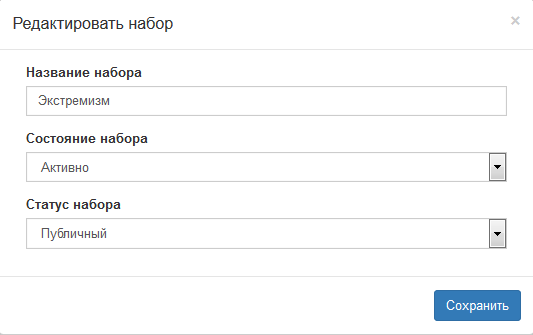 Редактировать набор
×
Название набора
Экстремизм
Состояние набора
Активно
Статус набора
Публичный
Сохранить